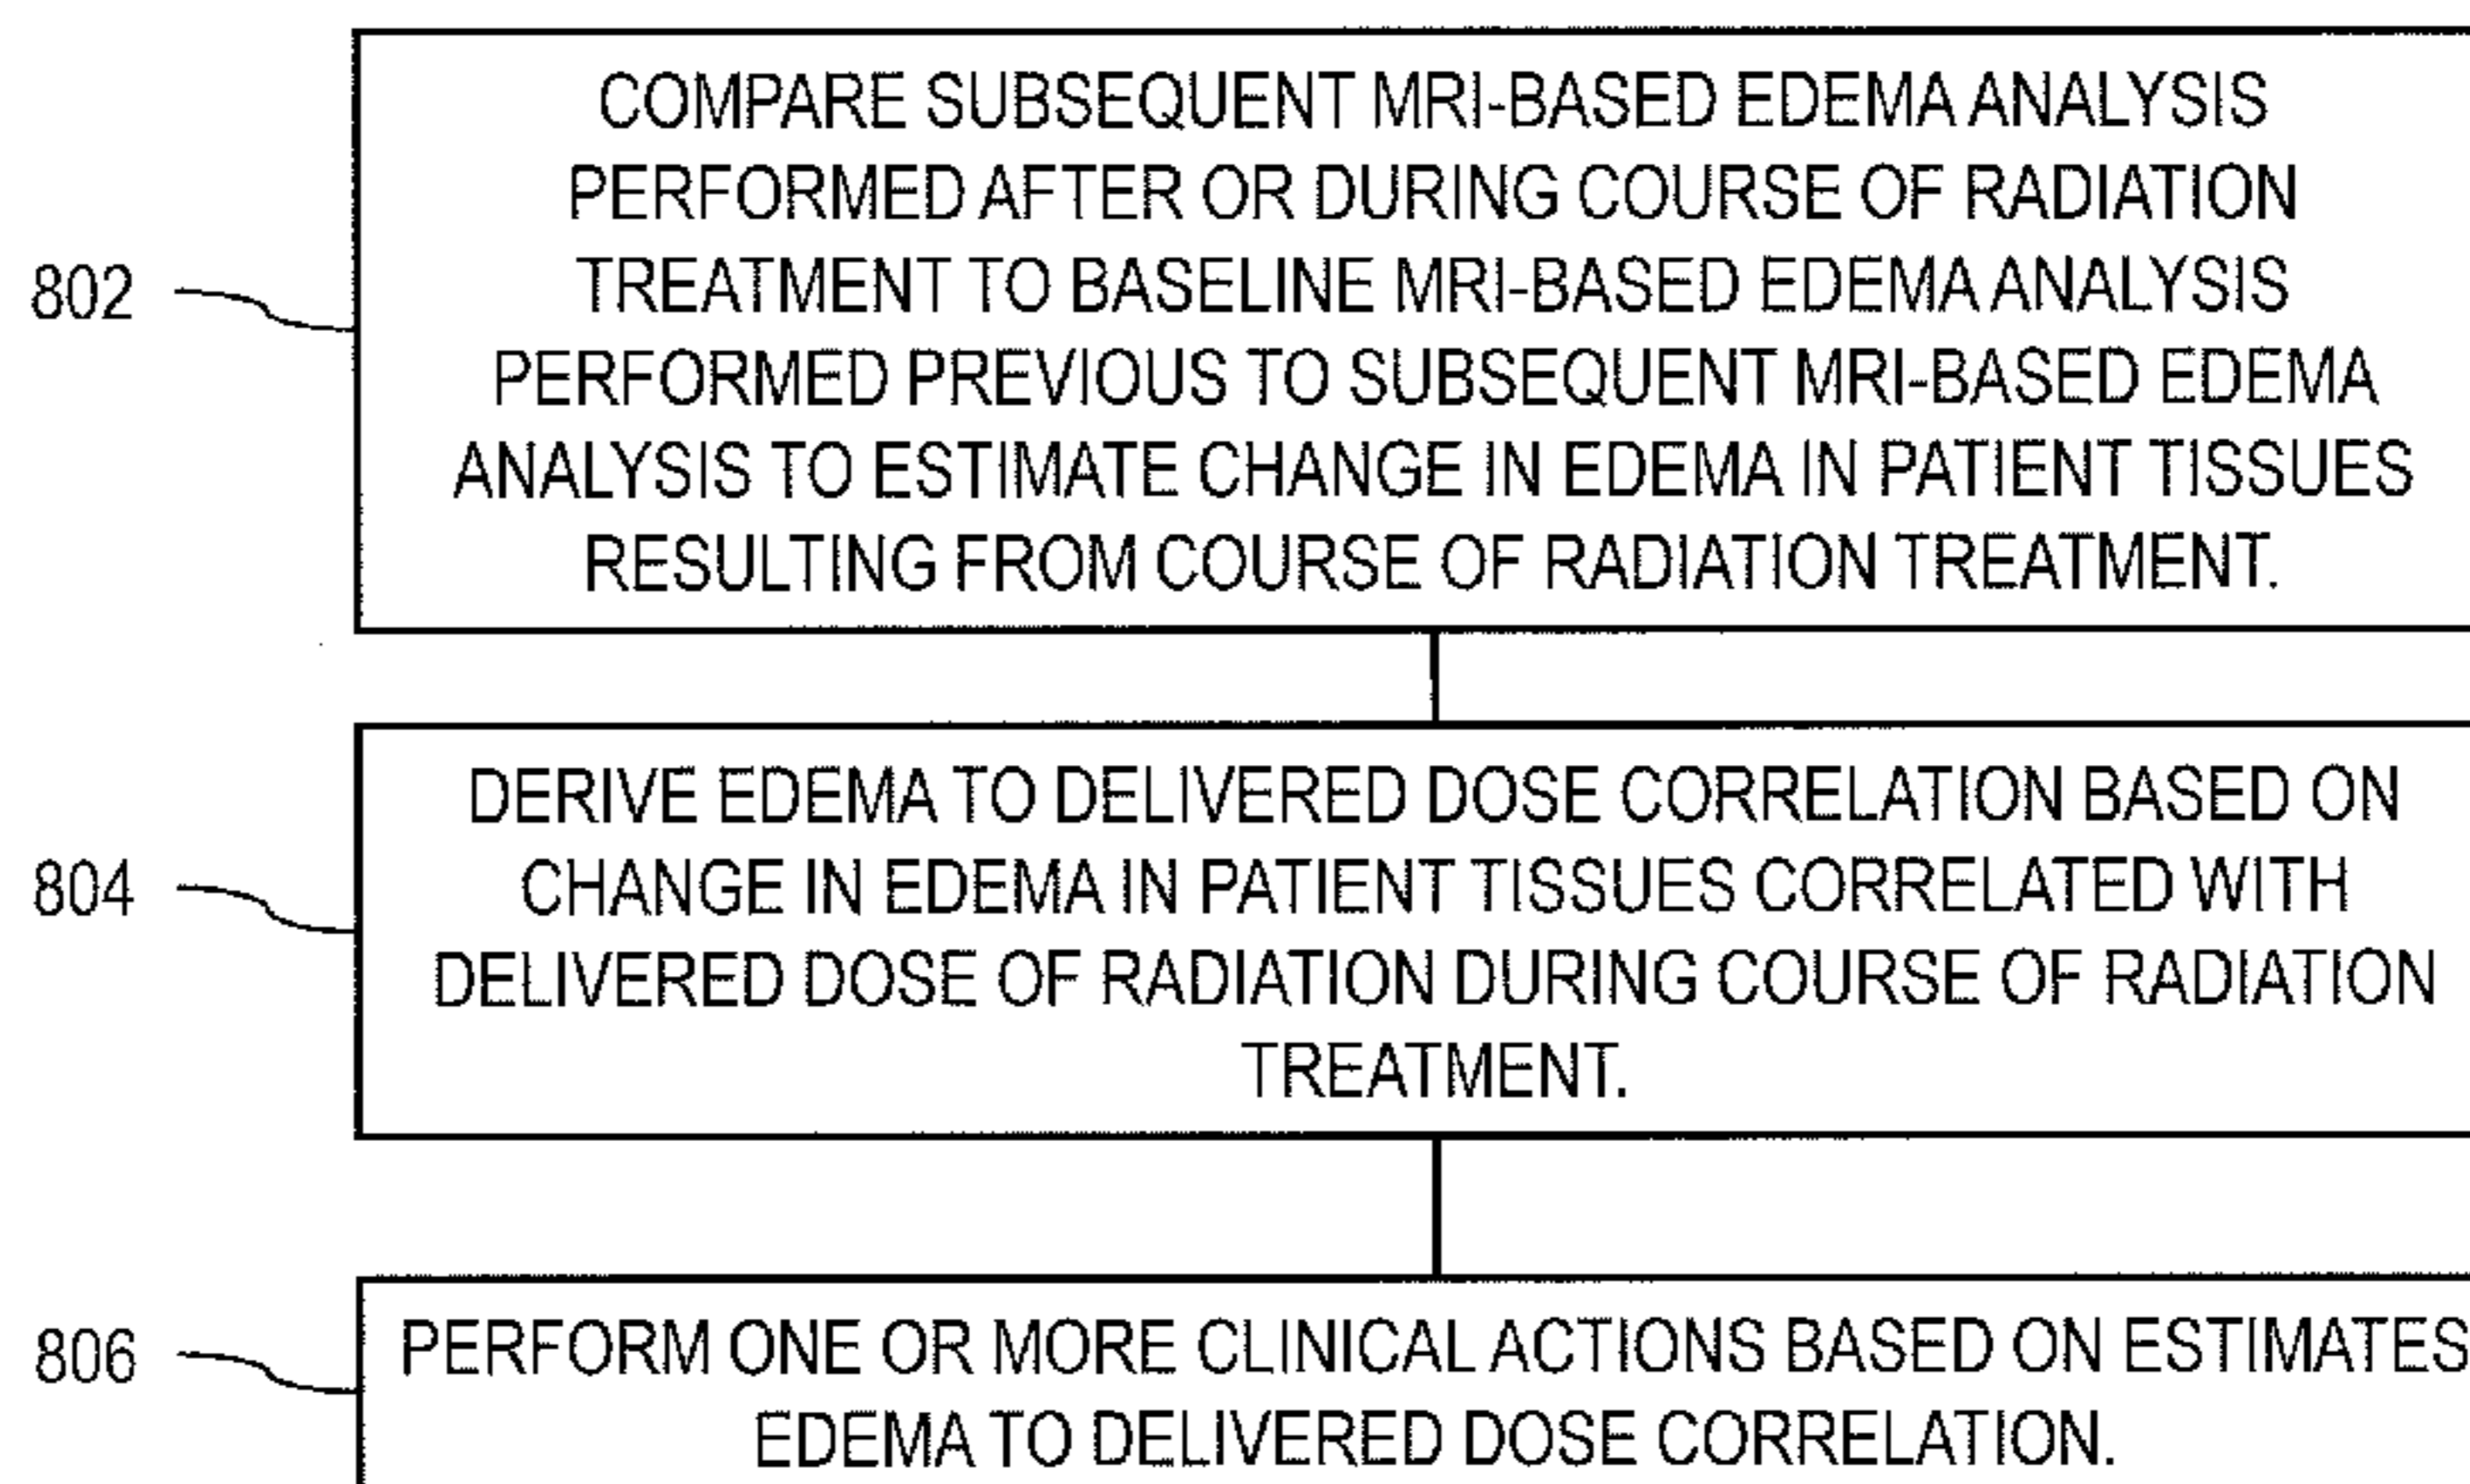 802
COMPARE SUBSEQUENT MRI-BASED EDEMA ANALYSIS
PERFORMED AFTER OR DURING COURSE OF RADIATION
TREATMENT TO BASELINE MRI-BASED EDEMA ANALYSIS
PERFORMED PREVIOUS TO SUBSEQUENT MRI-BASED EDEMA
ANALYSIS TO ESTIMATE CHANGE IN EDEMA IN PATIENT TISSUES
RESULTING FROM COURSE OF RADIATION TREATMENT.
804
DERIVE EDEMA TO DELIVERED DOSE CORRELATION BASED ON
CHANGE IN EDEMA IN PATIENT TISSUES CORRELATED WITH
DELIVERED DOSE OF RADIATION DURING COURSE OF RADIATION
TREATMENT.
806
PERFORM ONE OR MORE CLINICAL ACTIONS BASED ON ESTIMATES
EDEMA TO DELIVERED DOSE CORRELATION.